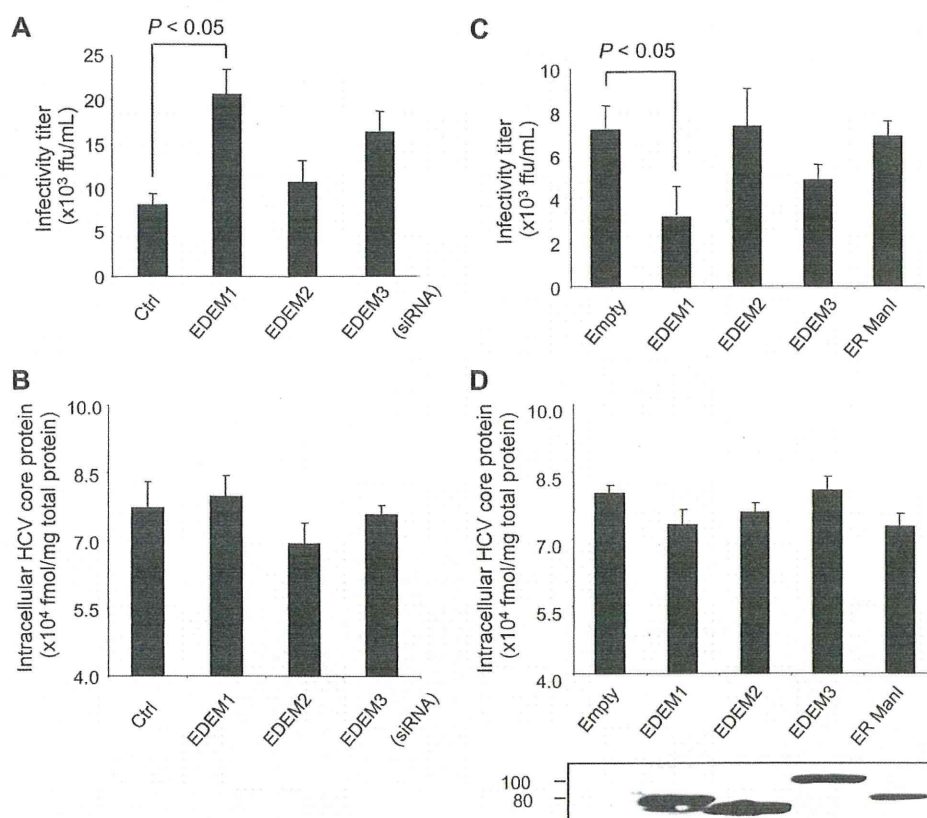 A
P < 0.05
Infectivity titer
(x10³ ffu/mL)
25
20
15
10
5
0
Ctrl
EDEM1
EDEM2
EDEM3
(siRNA)
B
Intracellular HCV core protein
(x10⁴ fmol/mg total protein)
10.0
8.5
7.0
5.5
4.0
Ctrl
EDEM1
EDEM2
EDEM3
(siRNA)
C
P < 0.05
Infectivity titer
(x10³ ffu/mL)
10
8
6
4
2
0
Empty
EDEM1
EDEM2
EDEM3
ER ManI
D
Intracellular HCV core protein
(x10⁴ fmol/mg total protein)
10.0
8.5
7.0
5.5
4.0
Empty
EDEM1
EDEM2
EDEM3
ER ManI
100
80